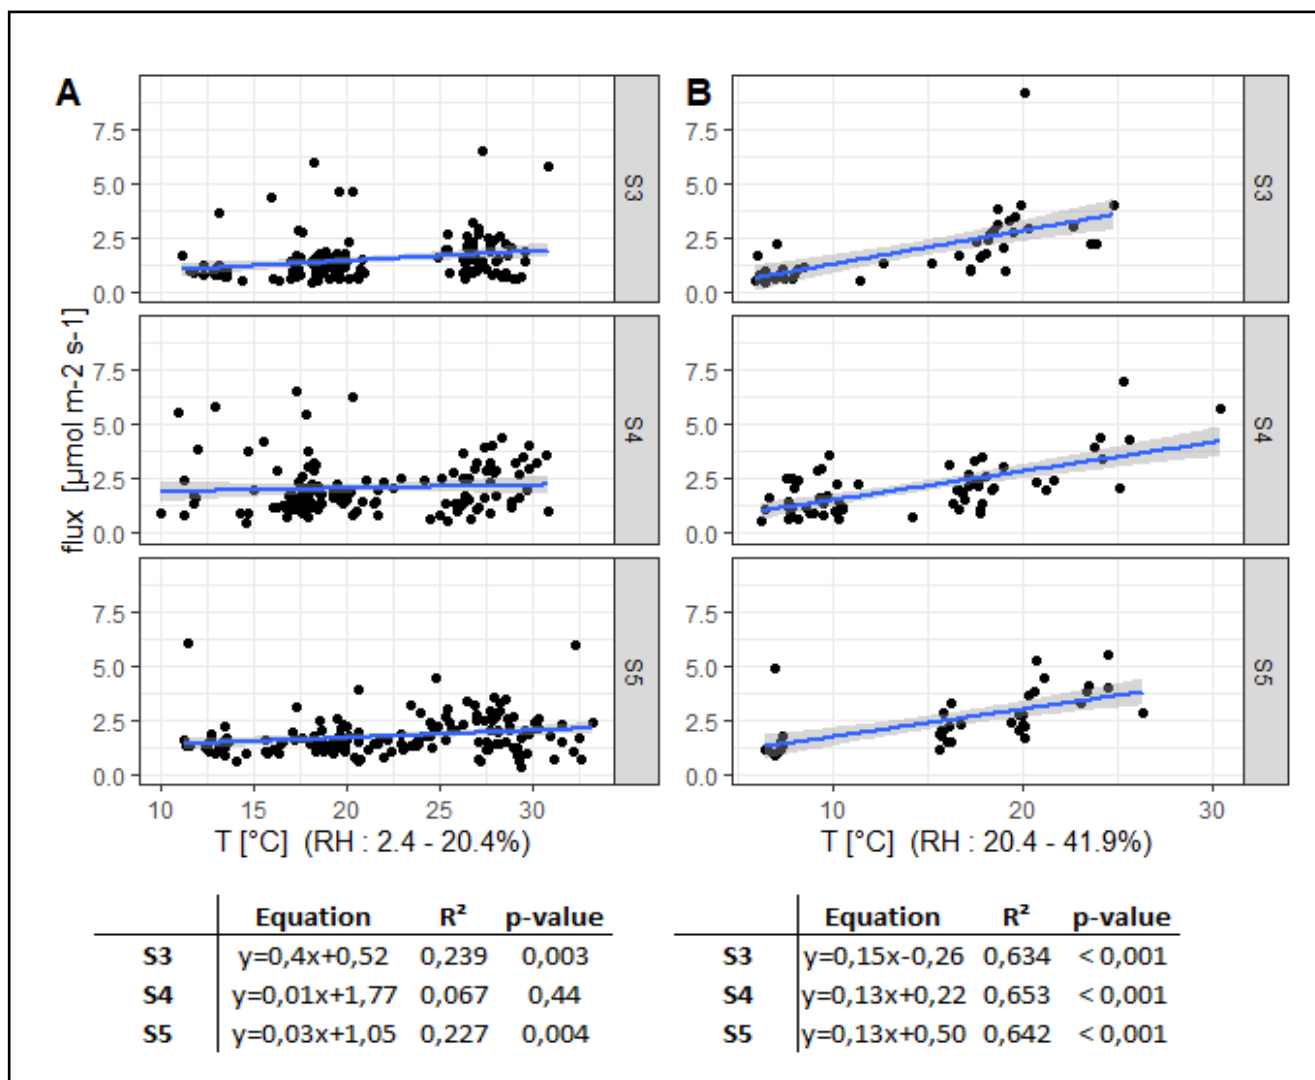 A
B
7.5
5.0
2.5
0.0
S3
7.5
5.0
2.5
0.0
S3
flux [µmol m-2 s-1]
7.5
5.0
2.5
0.0
S4
7.5
5.0
2.5
0.0
S4
7.5
5.0
2.5
0.0
S5
7.5
5.0
2.5
0.0
S5
10 15 20 25 30
T [°C] (RH : 2.4 - 20.4%)
10 20 30
T [°C] (RH : 20.4 - 41.9%)
Equation R² p-value
S3 y=0,4x+0,52 0,239 0,003
S4 y=0,01x+1,77 0,067 0,44
S5 y=0,03x+1,05 0,227 0,004
Equation R² p-value
S3 y=0,15x-0,26 0,634 < 0,001
S4 y=0,13x+0,22 0,653 < 0,001
S5 y=0,13x+0,50 0,642 < 0,001